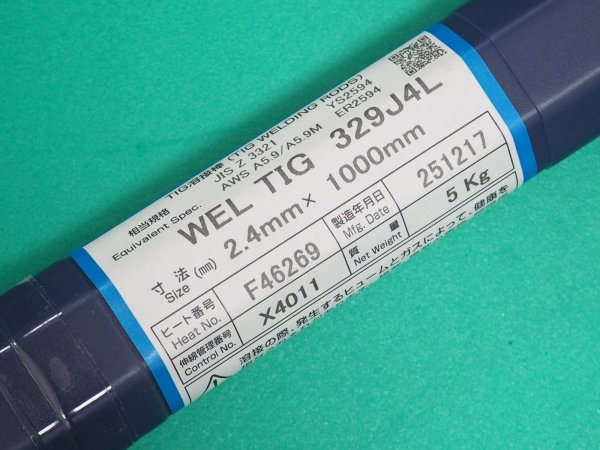 TIG溶接棒 (TIG WELDING RODS)
相当規格 JIS Z 3321 YS2594
Equivalent Spec. AWS A5.9/A5.9M ER2594
WEL TIG 329J4L
寸法 Size (mm) 2.4mm× 1000mm
ヒート番号 Heat No. F46269
製造年月日 Mfg. Date 251217
伸線管理番号 Control No. X4011
質量 Net Weight 5 Kg
溶接の際、発生するヒュームとガスによって、健康を